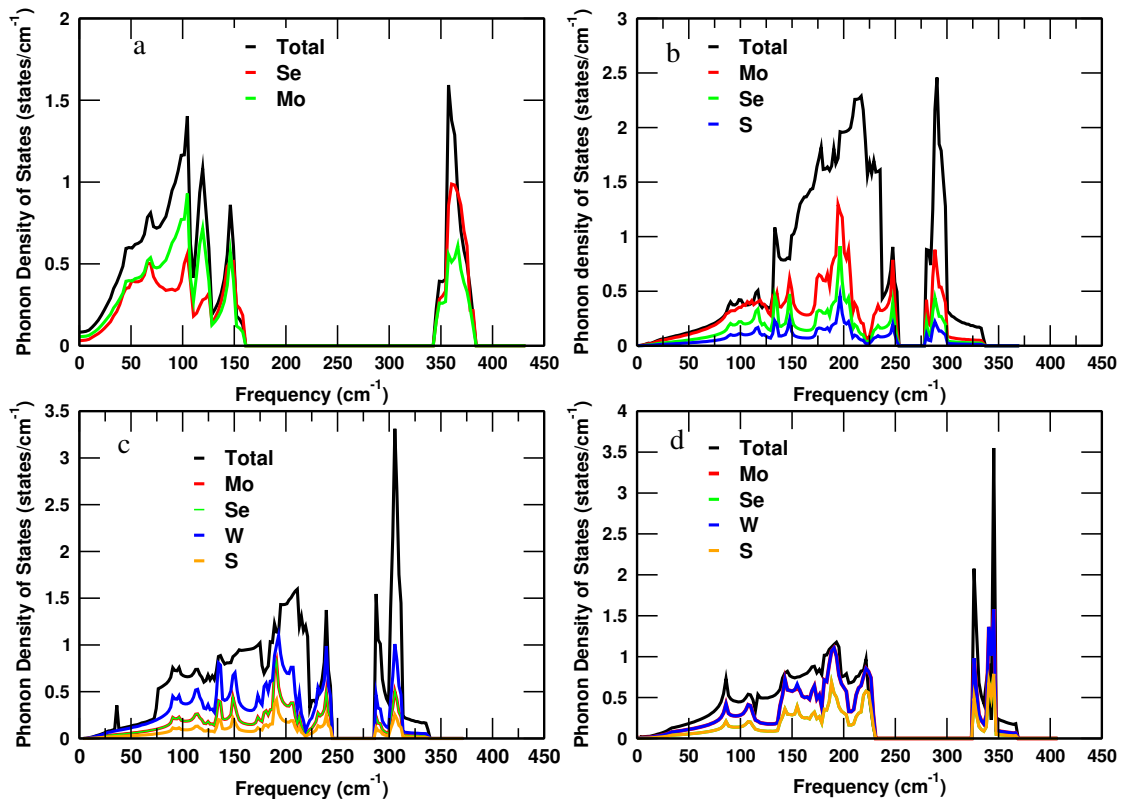 a
Total
Se
Mo
Phonon Density of States (states/cm⁻¹)
2
1.5
1
0.5
0
0 50 100 150 200 250 300 350 400 450
Frequency (cm⁻¹)
b
Total
Mo
Se
S
Phonon density of States (states/cm⁻¹)
3
2.5
2
1.5
1
0.5
0
0 50 100 150 200 250 300 350 400 450
Frequency (cm⁻¹)
c
Total
Mo
Se
W
S
Phonon Density of States (states/cm⁻¹)
3.5
3
2.5
2
1.5
1
0.5
0
0 50 100 150 200 250 300 350 400 450
Frequency (cm⁻¹)
d
Total
Mo
Se
W
S
Phonon Density of States (states/cm⁻¹)
4
3.5
3
2.5
2
1.5
1
0.5
0
0 50 100 150 200 250 300 350 400 450
Frequency (cm⁻¹)